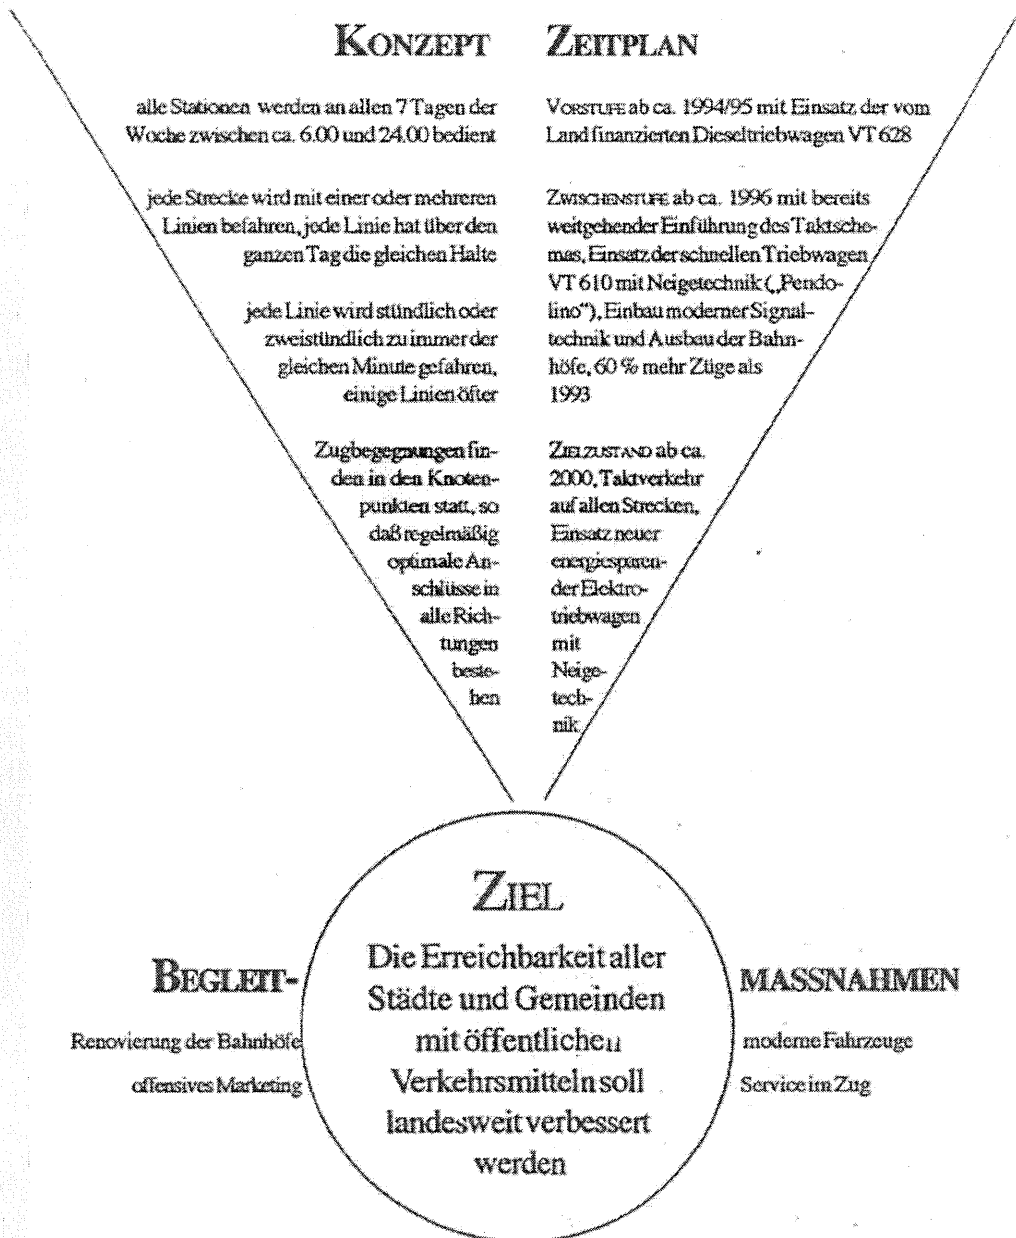 KONZEPT
alle Stationen werden an allen 7 Tagen der
Woche zwischen ca. 6.00 und 24.00 bedient
jede Strecke wird mit einer oder mehreren
Linien befahren, jede Linie hat über den
ganzen Tag die gleichen Halte
jede Linie wird stündlich oder
zweistündlich zu immer der
gleichen Minute gefahren,
einige Linien öfter
Zugbegegnungen fin-
den in den Knoten-
punkten statt, so
daß regelmäßig
optimale An-
schlüsse in
alle Rich-
tungen
beste-
hen
ZEITPLAN
VORSTUFE ab ca. 1994/95 mit Einsatz der vom
Land finanzierten Dieseltriebwagen VT 628
ZWISCHENSTUFE ab ca. 1996 mit bereits
weitgehender Einführung des Taktsche-
mas, Einsatz der schnellen Triebwagen
VT 610 mit Neigetechnik („Pendo-
lino“), Einbau moderner Signal-
technik und Ausbau der Bahn-
höfe, 60 % mehr Züge als
1993
ZIELZUSTAND ab ca.
2000, Taktverkehr
auf allen Strecken,
Einsatz neuer
energiesparen-
der Elektro-
triebwagen
mit
Neige-
tech-
nik
ZIEL
Die Erreichbarkeit aller
Städte und Gemeinden
mit öffentlichen
Verkehrsmitteln soll
landesweit verbessert
werden
BEGLEIT-
Renovierung der Bahnhöfe
offensives Marketing
MASSNAHMEN
moderne Fahrzeuge
Service im Zug